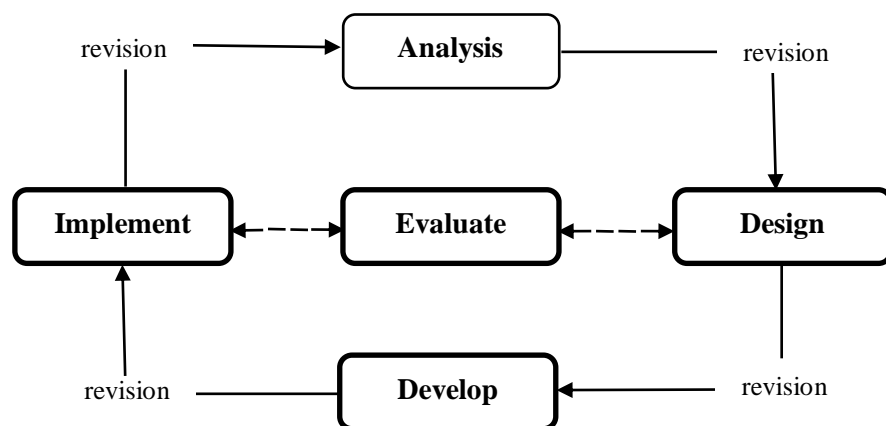 revision
Analysis
revision
Implement
Evaluate
Design
revision
Develop
revision